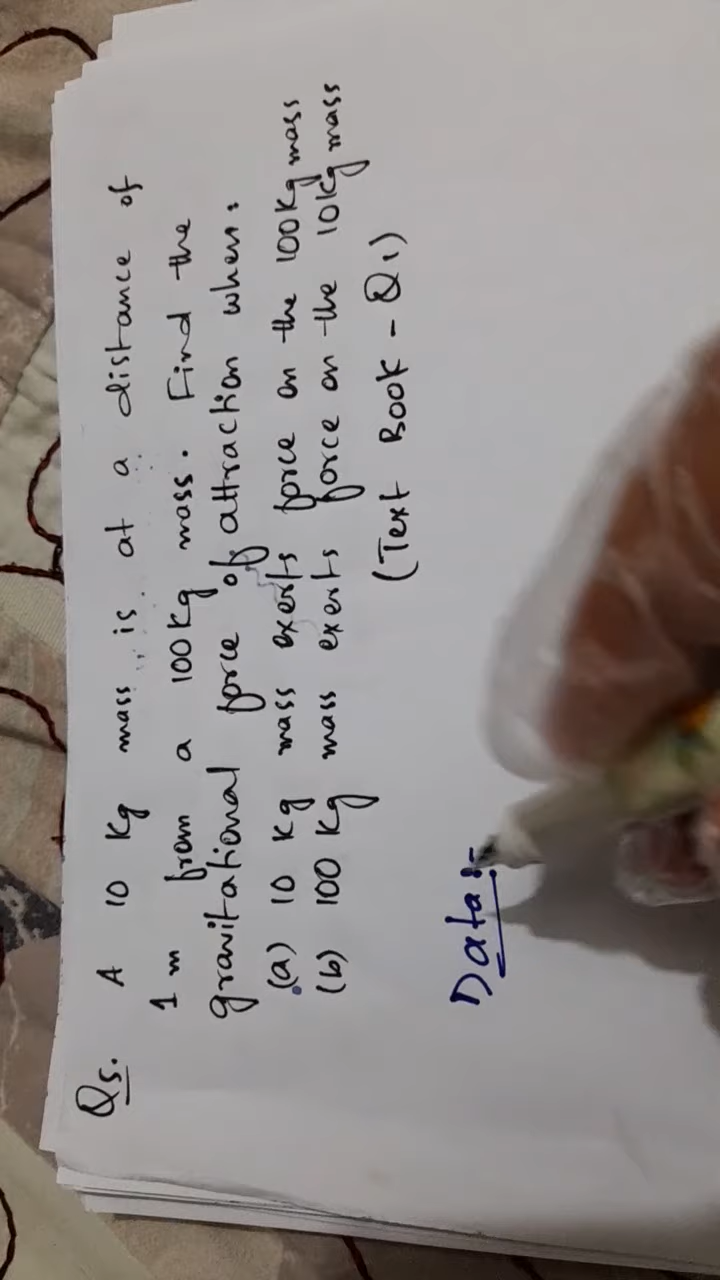 Qs. A 10 Kg mass is at a distance of
1 m from a 100 Kg mass. Find the
gravitational force of attraction when:
(a) 10 Kg mass exerts force on the 100 Kg mass
(b) 100 Kg mass exerts force on the 10 Kg mass
(Text Book - Q1)
Data:-